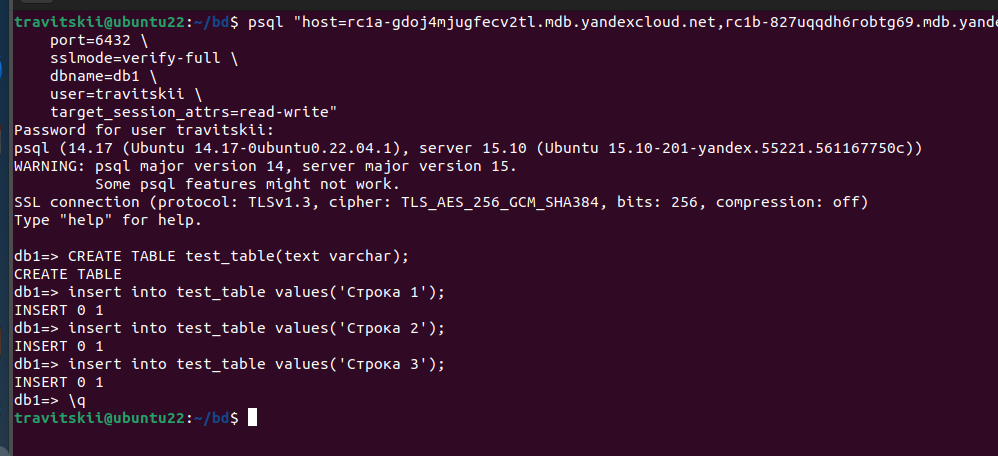 travitskii@ubuntu22:~/bd$ psql "host=rc1a-gdoj4mjugfecv2tl.mdb.yandexcloud.net,rc1b-827uqqdh6robtg69.mdb.yande
    port=6432 \
    sslmode=verify-full \
    dbname=db1 \
    user=travitskii \
    target_session_attrs=read-write"
Password for user travitskii:
psql (14.17 (Ubuntu 14.17-0ubuntu0.22.04.1), server 15.10 (Ubuntu 15.10-201-yandex.55221.561167750c))
WARNING: psql major version 14, server major version 15.
         Some psql features might not work.
SSL connection (protocol: TLSv1.3, cipher: TLS_AES_256_GCM_SHA384, bits: 256, compression: off)
Type "help" for help.

db1=> CREATE TABLE test_table(text varchar);
CREATE TABLE
db1=> insert into test_table values('Строка 1');
INSERT 0 1
db1=> insert into test_table values('Строка 2');
INSERT 0 1
db1=> insert into test_table values('Строка 3');
INSERT 0 1
db1=> \q
travitskii@ubuntu22:~/bd$